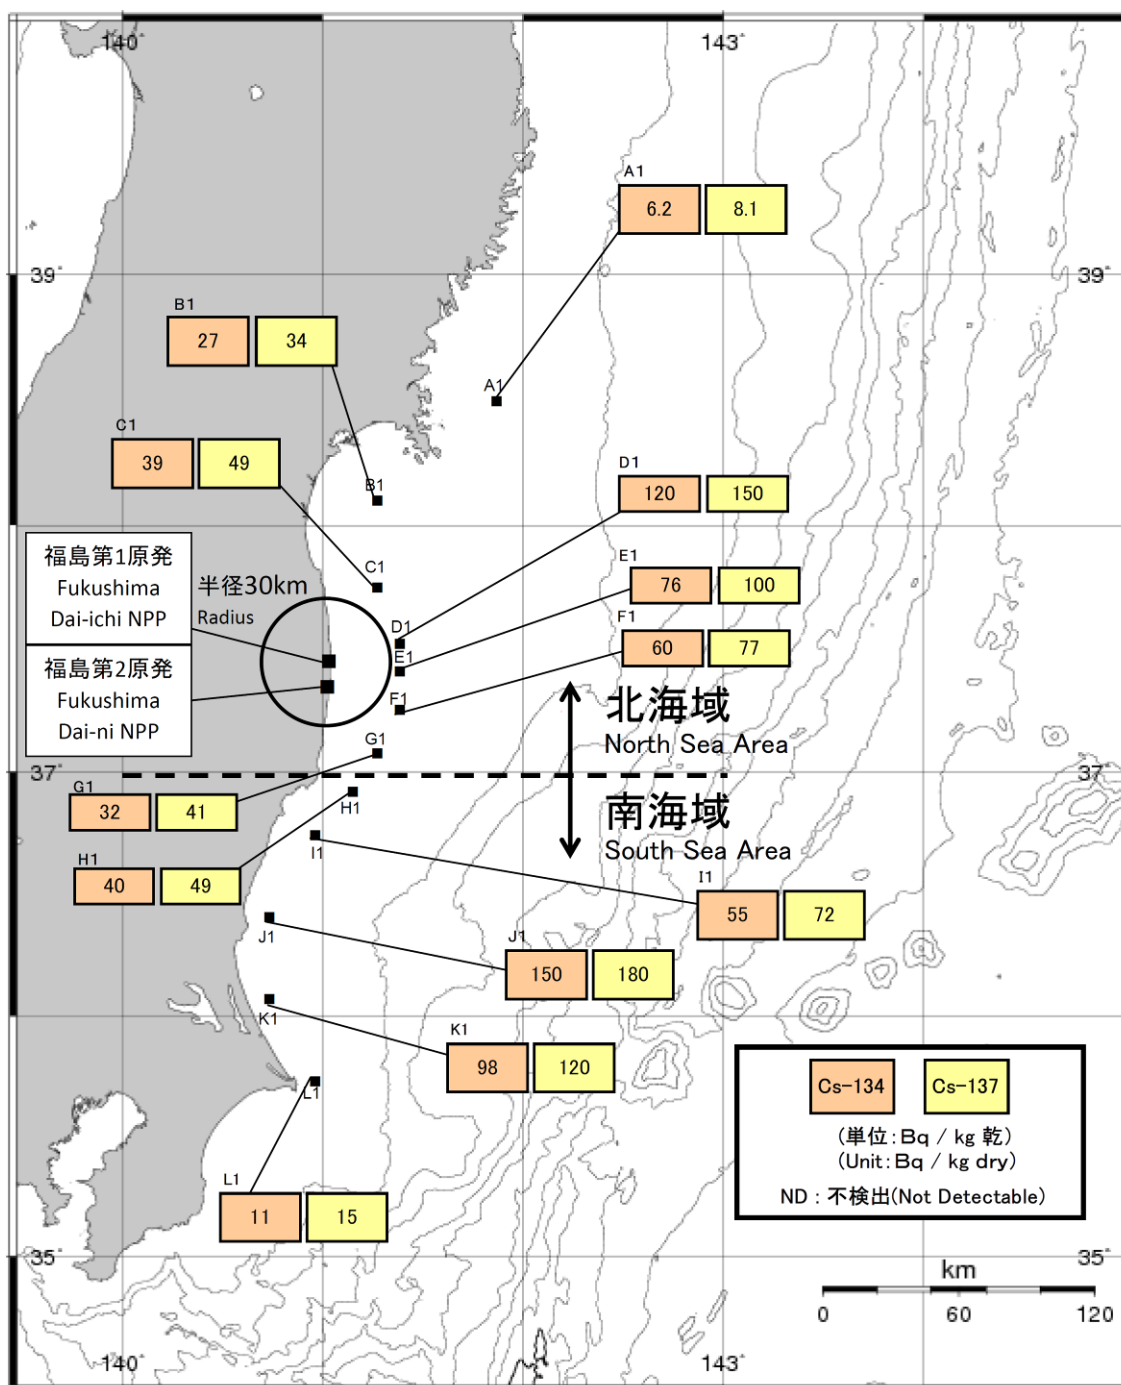 140°
143°
A1
6.2
8.1
39°
39°
B1
27
34
A1
C1
39
49
D1
120
150
B1
福島第1原発
Fukushima
Dai-ichi NPP
半径30km
Radius
C1
E1
76
100
D1
F1
60
77
E1
福島第2原発
Fukushima
Dai-ni NPP
F1
北海域
North Sea Area
G1
37°
37°
G1
32
41
H1
南海域
South Sea Area
I1
H1
40
49
I1
55
72
J1
J1
150
180
K1
K1
98
120
Cs-134
Cs-137
(単位:Bq / kg 乾)
(Unit:Bq / kg dry)
ND : 不検出(Not Detectable)
L1
L1
11
15
35°
35°
km
0
60
120
140°
143°